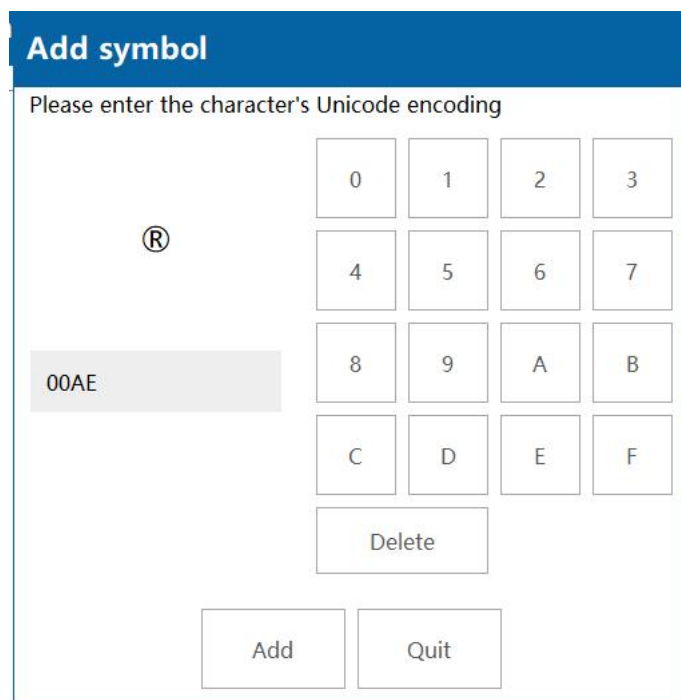 Add symbol
Please enter the character's Unicode encoding
0 1 2 3
®
4 5 6 7
8 9 A B
00AE
C D E F
Delete
Add Quit